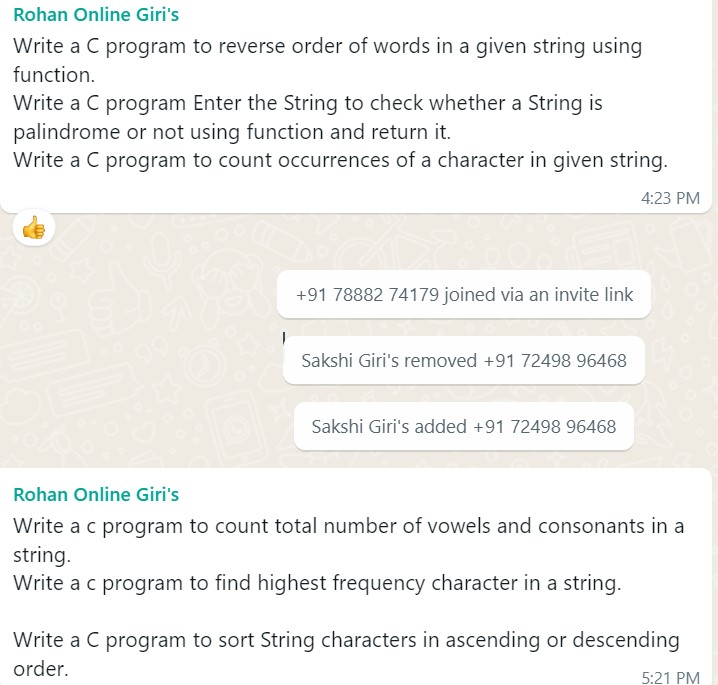 Rohan Online Giri's
Write a C program to reverse order of words in a given string using
function.
Write a C program Enter the String to check whether a String is
palindrome or not using function and return it.
Write a C program to count occurrences of a character in given string.
4:23 PM
+91 78882 74179 joined via an invite link
Sakshi Giri's removed +91 72498 96468
Sakshi Giri's added +91 72498 96468
Rohan Online Giri's
Write a c program to count total number of vowels and consonants in a
string.
Write a c program to find highest frequency character in a string.
Write a C program to sort String characters in ascending or descending
order.
5:21 PM